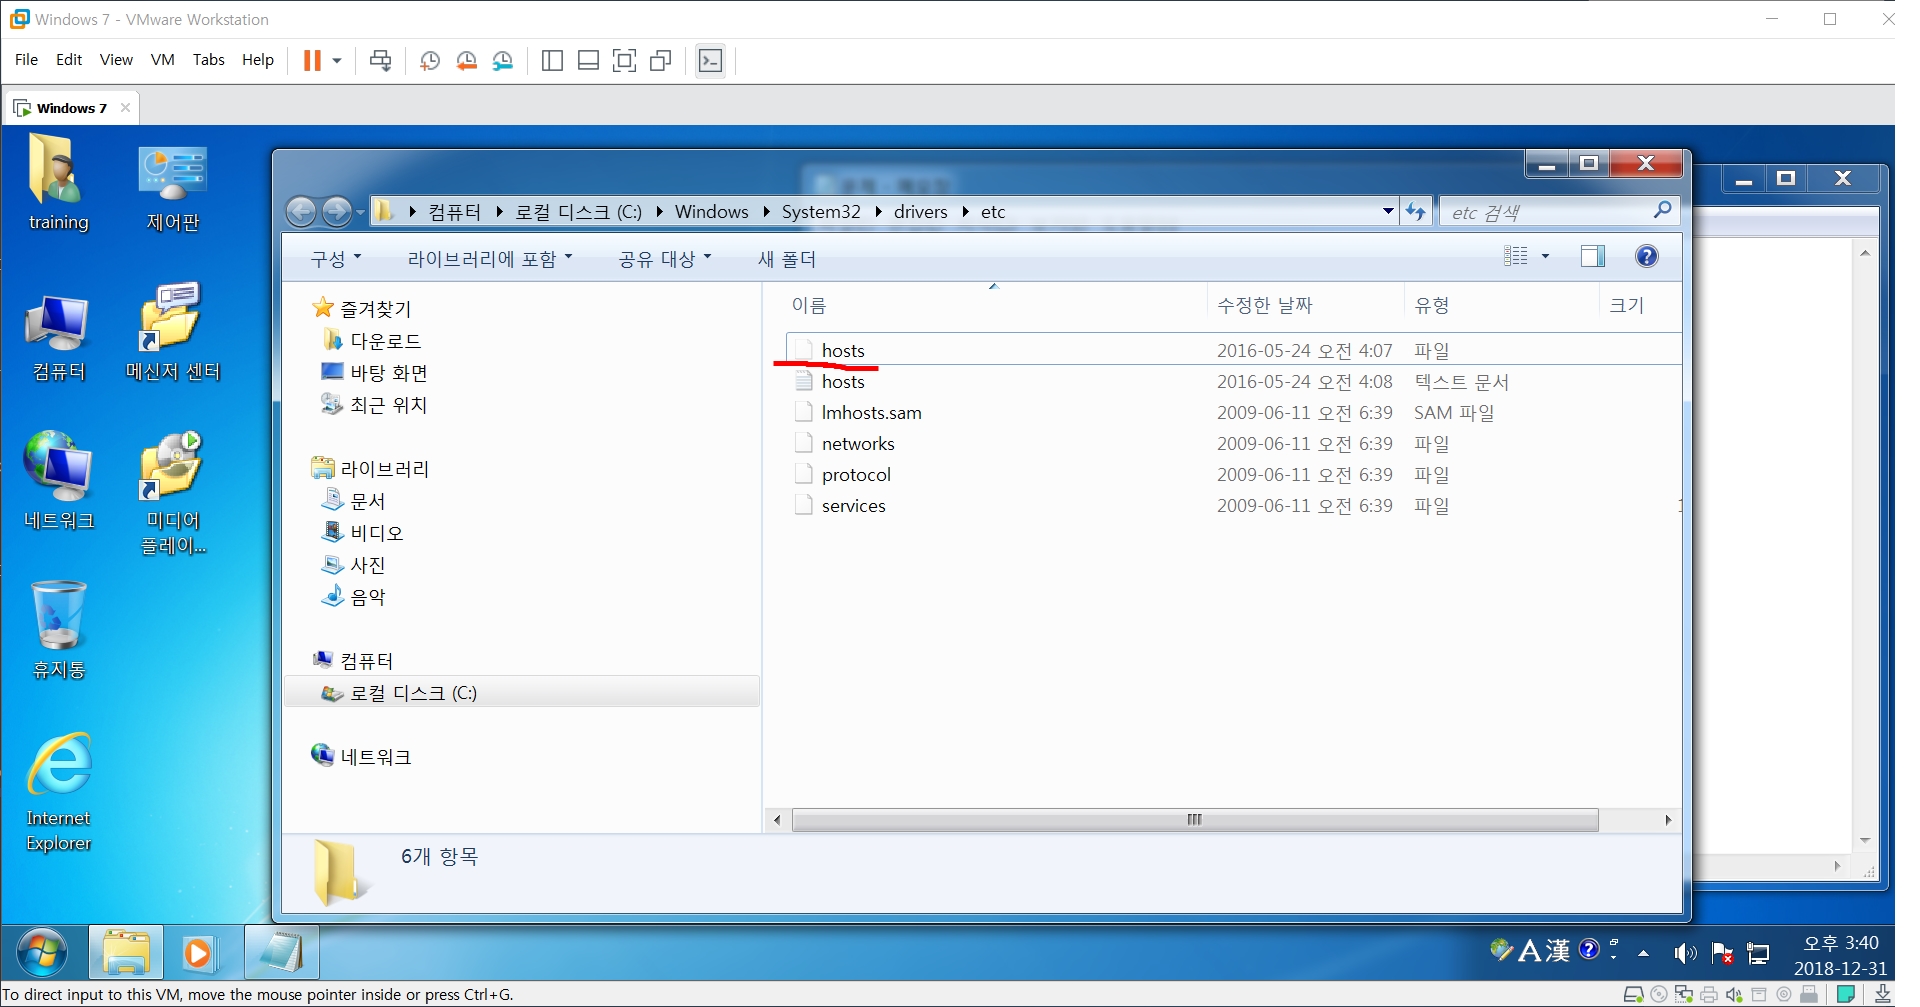 Windows 7 - VMware Workstation
File Edit View VM Tabs Help
Windows 7
training
제어판
컴퓨터
메신저 센터
네트워크
미디어
플레이...
휴지통
Internet
Explorer
컴퓨터 로컬 디스크 (C:) Windows System32 drivers etc
etc 검색
구성 라이브러리에 포함 공유 대상 새 폴더
즐겨찾기
다운로드
바탕 화면
최근 위치
라이브러리
문서
비디오
사진
음악
컴퓨터
로컬 디스크 (C:)
네트워크
이름 수정한 날짜 유형 크기
hosts 2016-05-24 오전 4:07 파일
hosts 2016-05-24 오전 4:08 텍스트 문서
lmhosts.sam 2009-06-11 오전 6:39 SAM 파일
networks 2009-06-11 오전 6:39 파일
protocol 2009-06-11 오전 6:39 파일
services 2009-06-11 오전 6:39 파일
6개 항목
A 漢
오후 3:40
2018-12-31
To direct input to this VM, move the mouse pointer inside or press Ctrl+G.